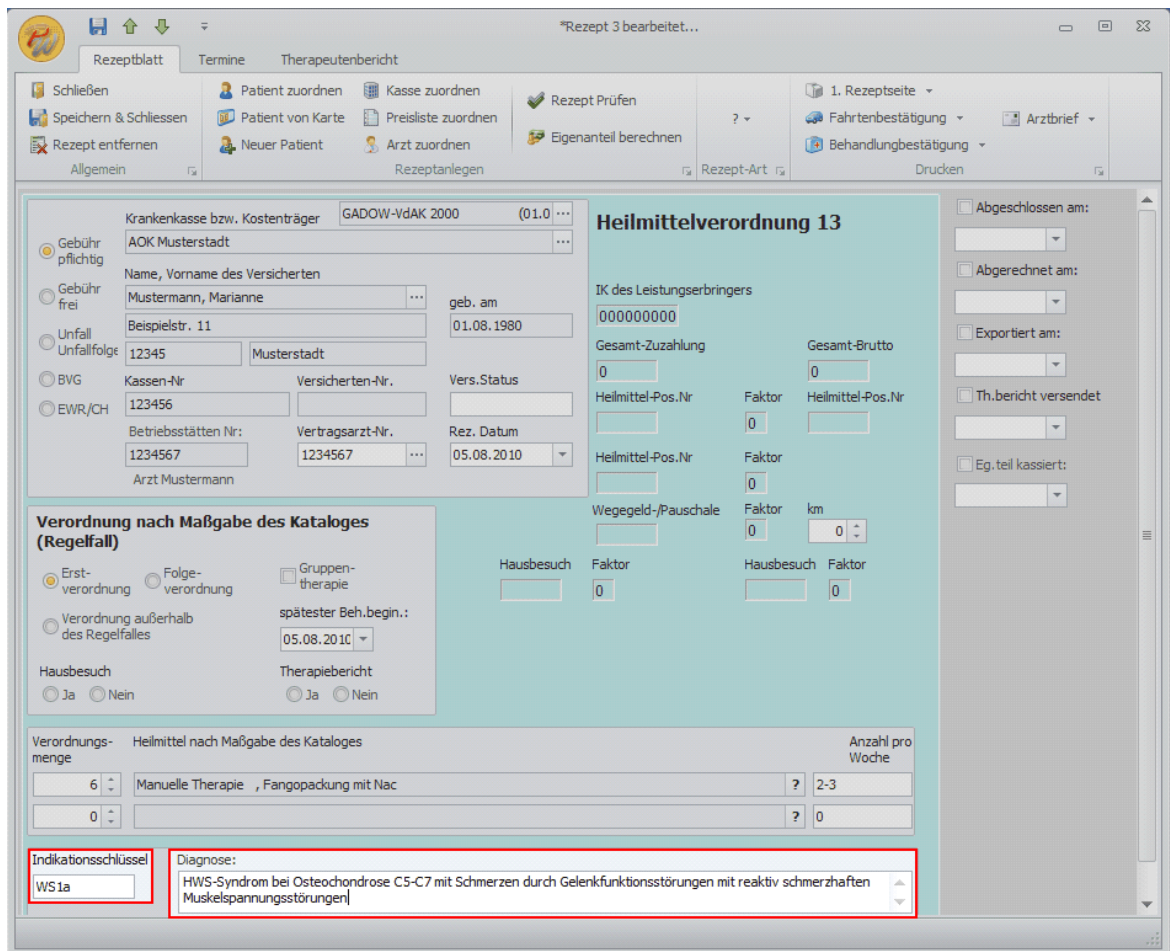 *Rezept 3 bearbeitet...
Rezeptblatt Termine Therapeutenbericht
Schließen Patient zuordnen Kasse zuordnen Rezept Prüfen ? 1. Rezeptseite
Speichern & Schliessen Patient von Karte Preisliste zuordnen Eigenanteil berechnen Fahrtenbestätigung Arztbrief
Rezept entfernen Neuer Patient Arzt zuordnen Behandlungbestätigung
Allgemein Rezeptanlegen Rezept-Art Drucken
Krankenkasse bzw. Kostenträger GADOW-VdAK 2000 (01.0 ...
AOK Musterstadt ...
Gebühr pflichtig
Gebühr frei
Unfall Unfallfolge
BVG
EWR/CH
Name, Vorname des Versicherten
Mustermann, Marianne ... geb. am
Beispielstr. 11 01.08.1980
12345 Musterstadt
Kassen-Nr Versicherten-Nr. Vers.Status
123456
Betriebsstätten Nr: Vertragsarzt-Nr. Rez. Datum
1234567 1234567 ... 05.08.2010
Arzt Mustermann
Heilmittelverordnung 13
IK des Leistungserbringers
000000000
Gesamt-Zuzahlung Gesamt-Brutto
0 0
Heilmittel-Pos.Nr Faktor Heilmittel-Pos.Nr
0
Heilmittel-Pos.Nr Faktor
0
Wegegeld-/Pauschale Faktor km
0 0
Hausbesuch Faktor Hausbesuch Faktor
0 0
Abgeschlossen am:
Abgerechnet am:
Exportiert am:
Th.bericht versendet
Eg.teil kassiert:
Verordnung nach Maßgabe des Kataloges
(Regelfall)
Erst- Folge- Gruppen-
verordnung verordnung therapie
Verordnung außerhalb spätester Beh.begin.:
des Regelfalles 05.08.2010
Hausbesuch Therapiebericht
Ja Nein Ja Nein
Verordnungs- Heilmittel nach Maßgabe des Kataloges Anzahl pro
menge Woche
6 Manuelle Therapie , Fangopackung mit Nac ? 2-3
0 ? 0
Indikationsschlüssel Diagnose:
WS1a HWS-Syndrom bei Osteochondrose C5-C7 mit Schmerzen durch Gelenkfunktionsstörungen mit reaktiv schmerzhaften
Muskelspannungsstörungen